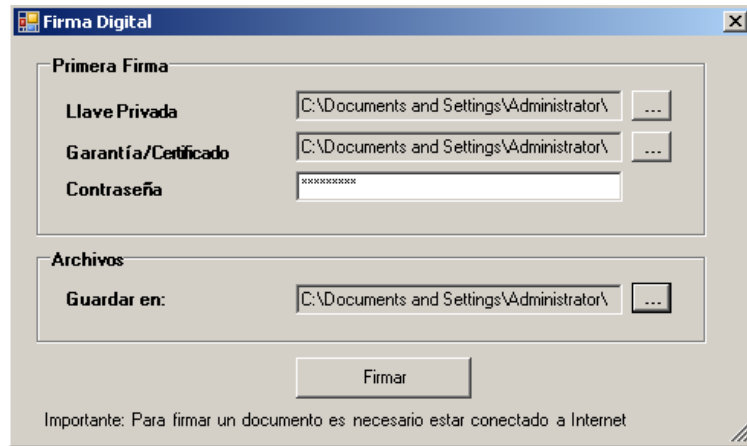 Firma Digital
Primera Firma
Llave Privada C:\Documents and Settings\Administrator\ ...
Garantía/Certificado C:\Documents and Settings\Administrator\ ...
Contraseña *********
Archivos
Guardar en: C:\Documents and Settings\Administrator\ ...
Firmar
Importante: Para firmar un documento es necesario estar conectado a Internet